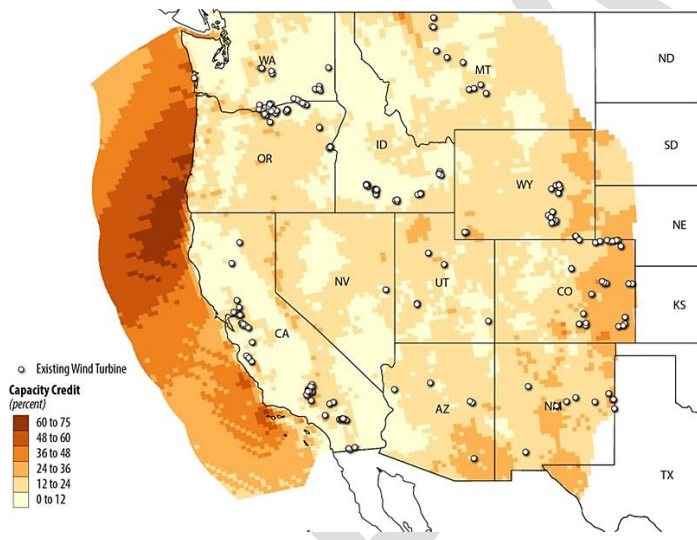 WA
MT
ND
OR
ID
SD
WY
NE
NV
UT
CO
KS
CA
AZ
NM
TX
Existing Wind Turbine
Capacity Credit
(percent)
60 to 75
48 to 60
36 to 48
24 to 36
12 to 24
0 to 12